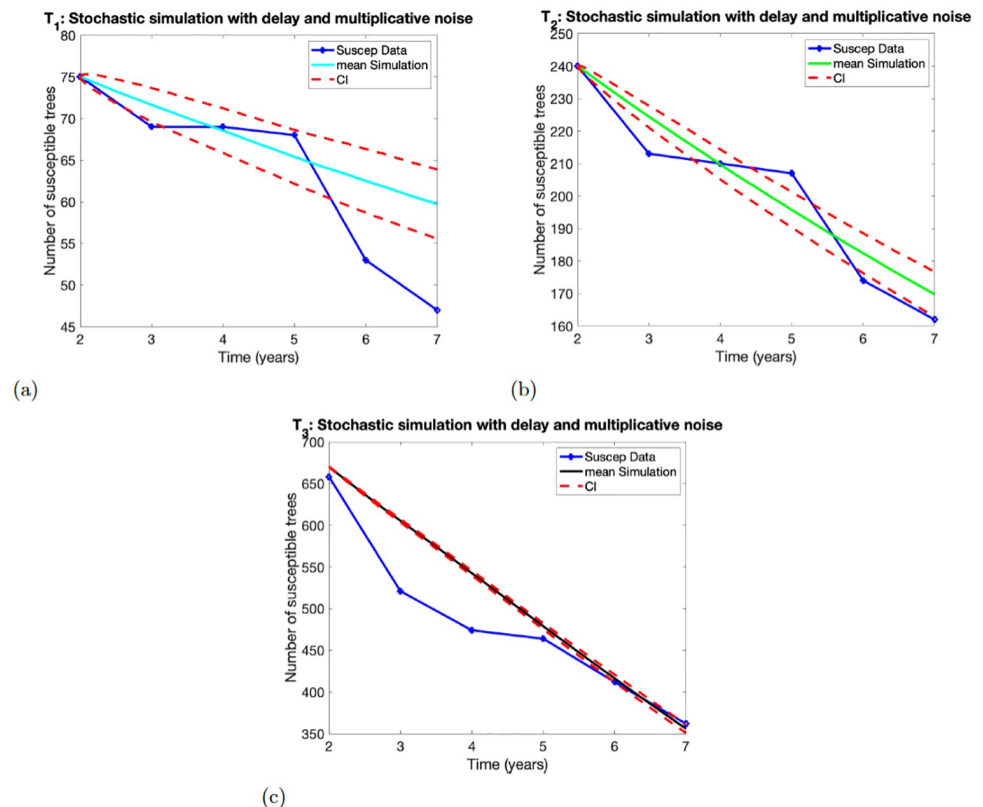 T1: Stochastic simulation with delay and multiplicative noise
80
75
70
65
60
55
50
45
2 3 4 5 6 7
Number of susceptible trees
Time (years)
Suscep Data
mean Simulation
CI
(a)
T2: Stochastic simulation with delay and multiplicative noise
250
240
230
220
210
200
190
180
170
160
2 3 4 5 6 7
Number of susceptible trees
Time (years)
Suscep Data
mean Simulation
CI
(b)
T3: Stochastic simulation with delay and multiplicative noise
700
650
600
550
500
450
400
350
2 3 4 5 6 7
Number of susceptible trees
Time (years)
Suscep Data
mean Simulation
CI
(c)